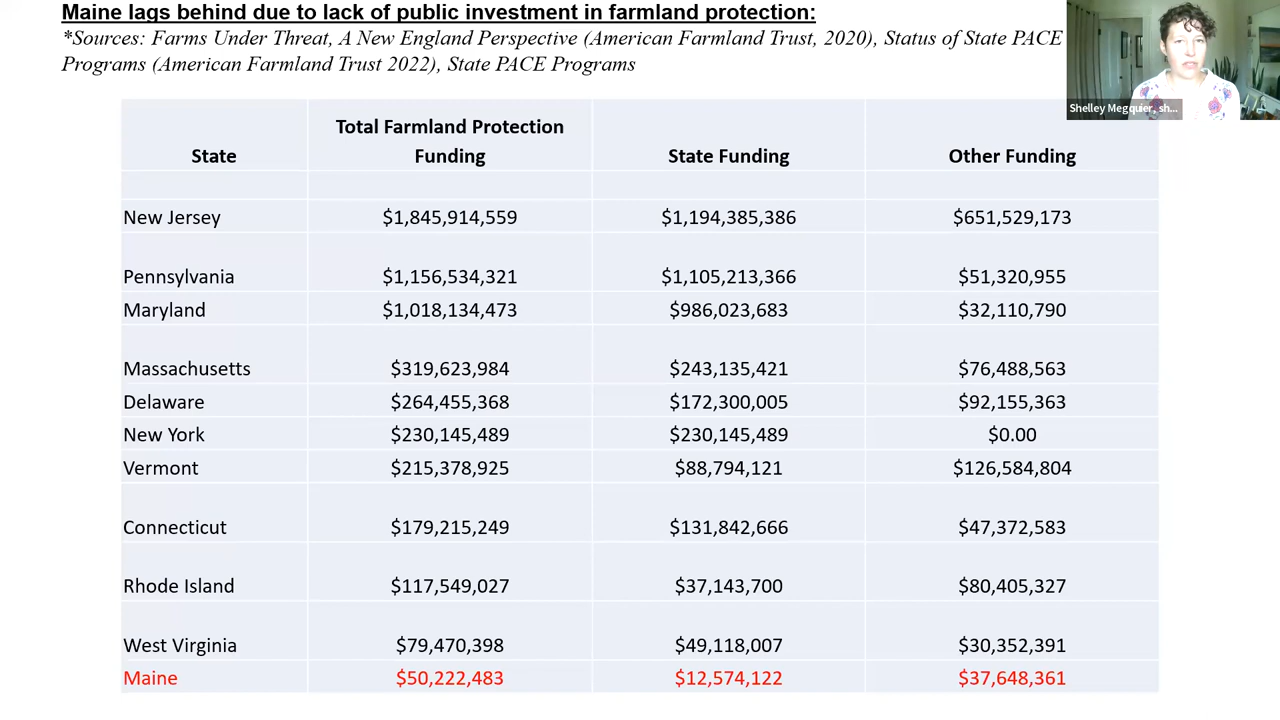 Maine lags behind due to lack of public investment in farmland protection:
*Sources: Farms Under Threat, A New England Perspective (American Farmland Trust, 2020), Status of State PACE
Programs (American Farmland Trust 2022), State PACE Programs
Shelley Megquier, sh...
State Total Farmland Protection Funding State Funding Other Funding
New Jersey $1,845,914,559 $1,194,385,386 $651,529,173
Pennsylvania $1,156,534,321 $1,105,213,366 $51,320,955
Maryland $1,018,134,473 $986,023,683 $32,110,790
Massachusetts $319,623,984 $243,135,421 $76,488,563
Delaware $264,455,368 $172,300,005 $92,155,363
New York $230,145,489 $230,145,489 $0.00
Vermont $215,378,925 $88,794,121 $126,584,804
Connecticut $179,215,249 $131,842,666 $47,372,583
Rhode Island $117,549,027 $37,143,700 $80,405,327
West Virginia $79,470,398 $49,118,007 $30,352,391
Maine $50,222,483 $12,574,122 $37,648,361